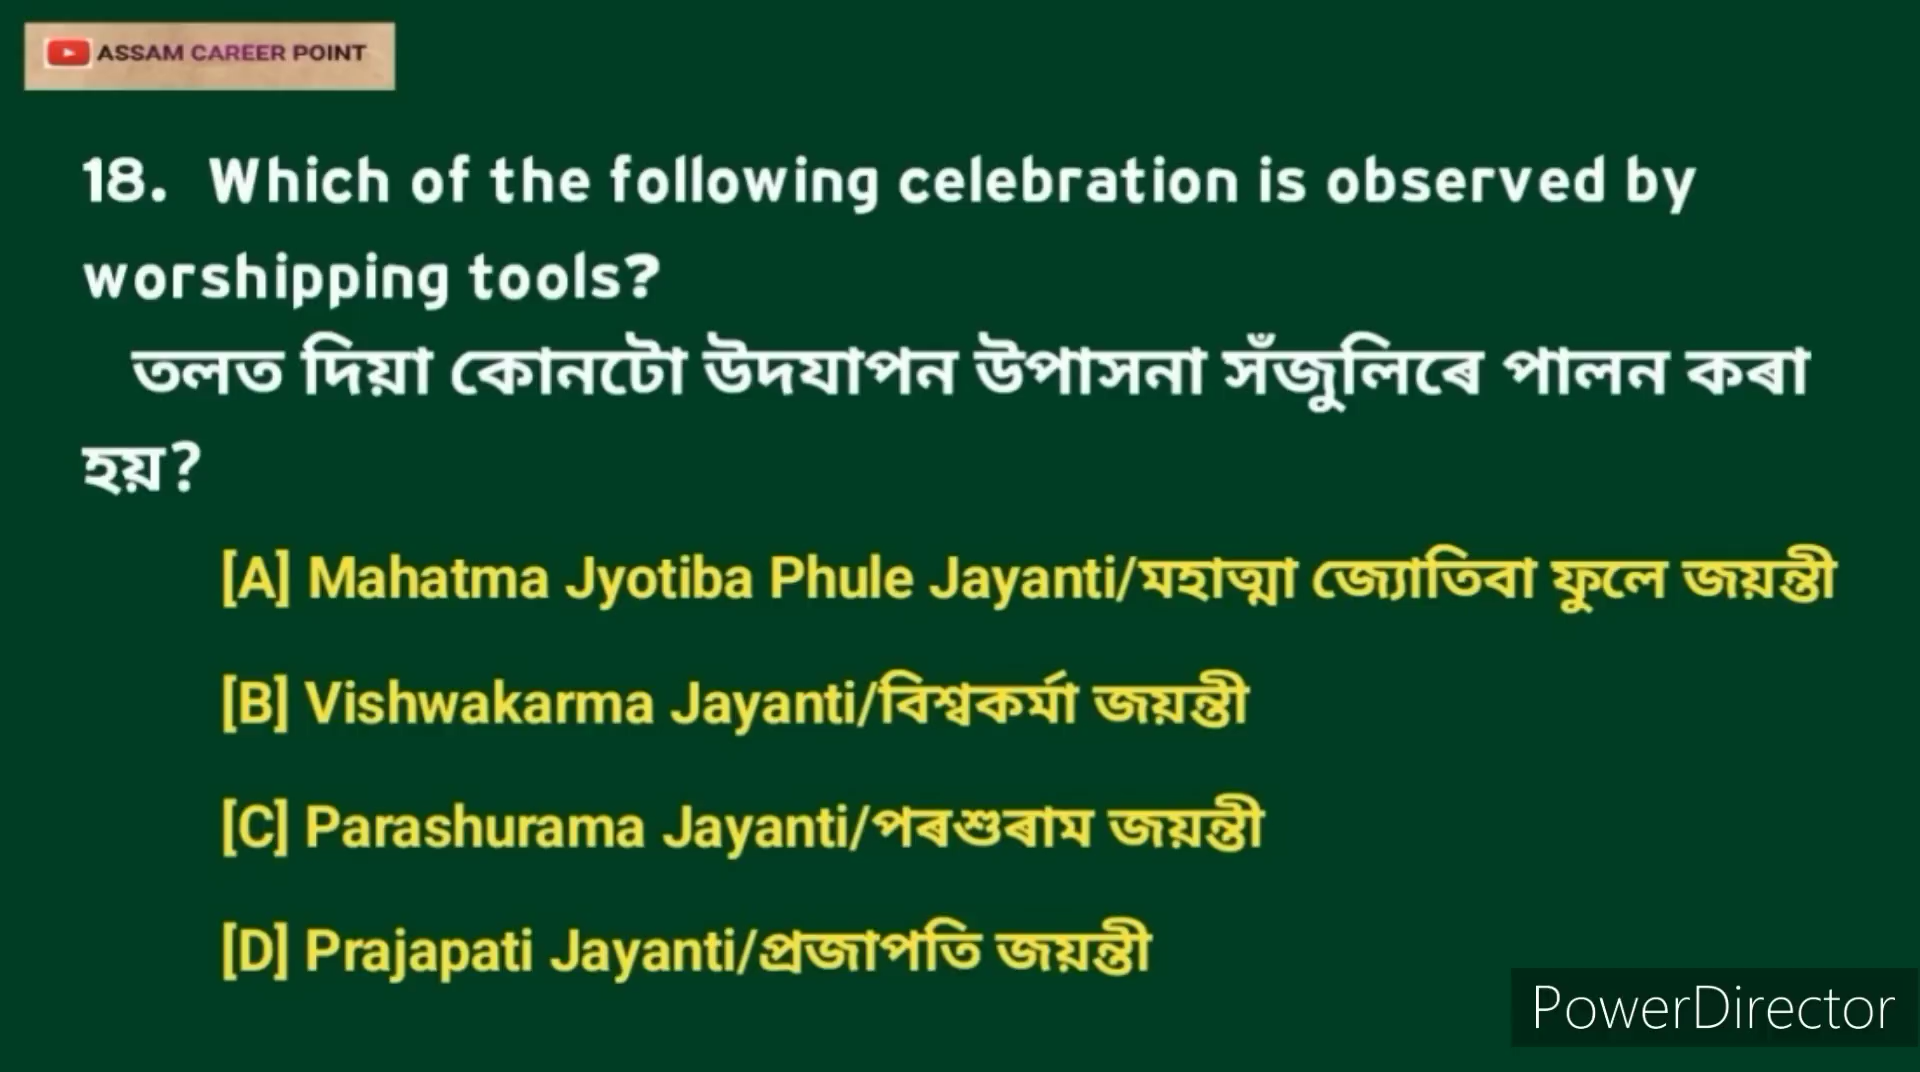 ASSAM CAREER POINT
18. Which of the following celebration is observed by
worshipping tools?
তলত দিয়া কোনটো উদযাপন উপাসনা সঁজুলিৰে পালন কৰা
হয়?
[A] Mahatma Jyotiba Phule Jayanti/মহাত্মা জ্যোতিবা ফুলে জয়ন্তী
[B] Vishwakarma Jayanti/বিশ্বকৰ্মা জয়ন্তী
[C] Parashurama Jayanti/পৰশুৰাম জয়ন্তী
[D] Prajapati Jayanti/প্ৰজাপতি জয়ন্তী
PowerDirector